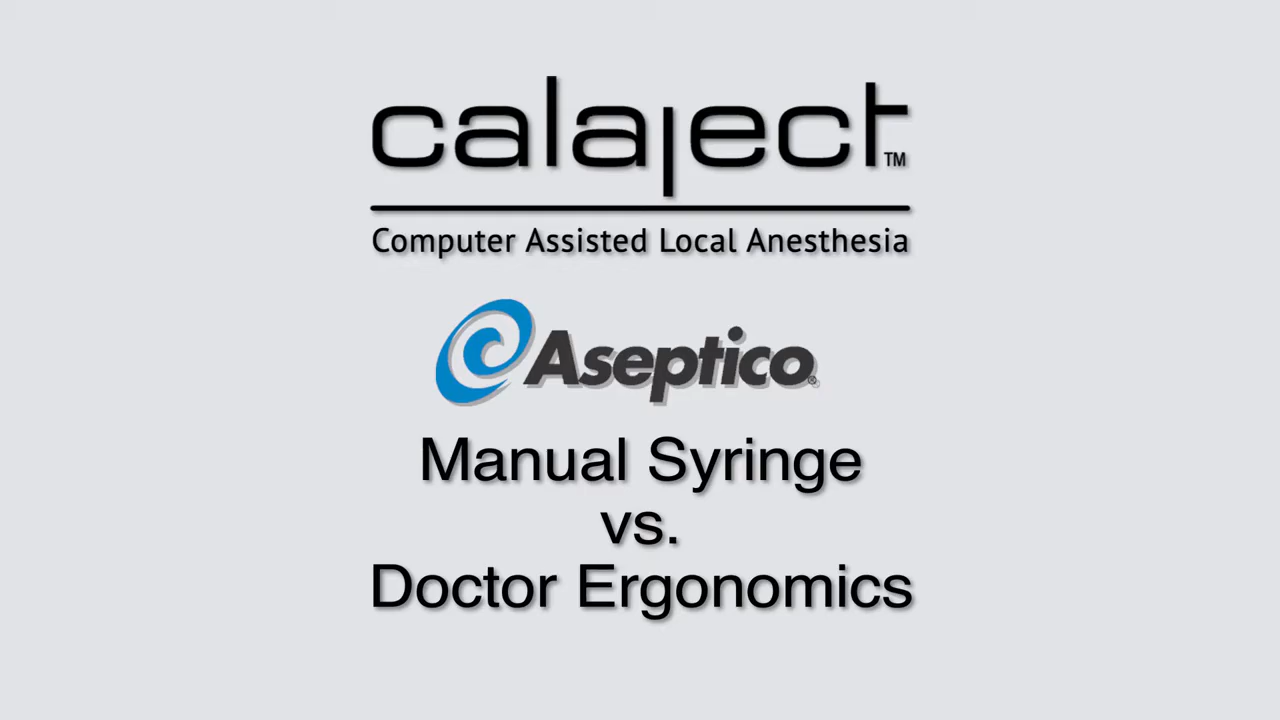 calaject™
Computer Assisted Local Anesthesia
Aseptico®
Manual Syringe
vs.
Doctor Ergonomics